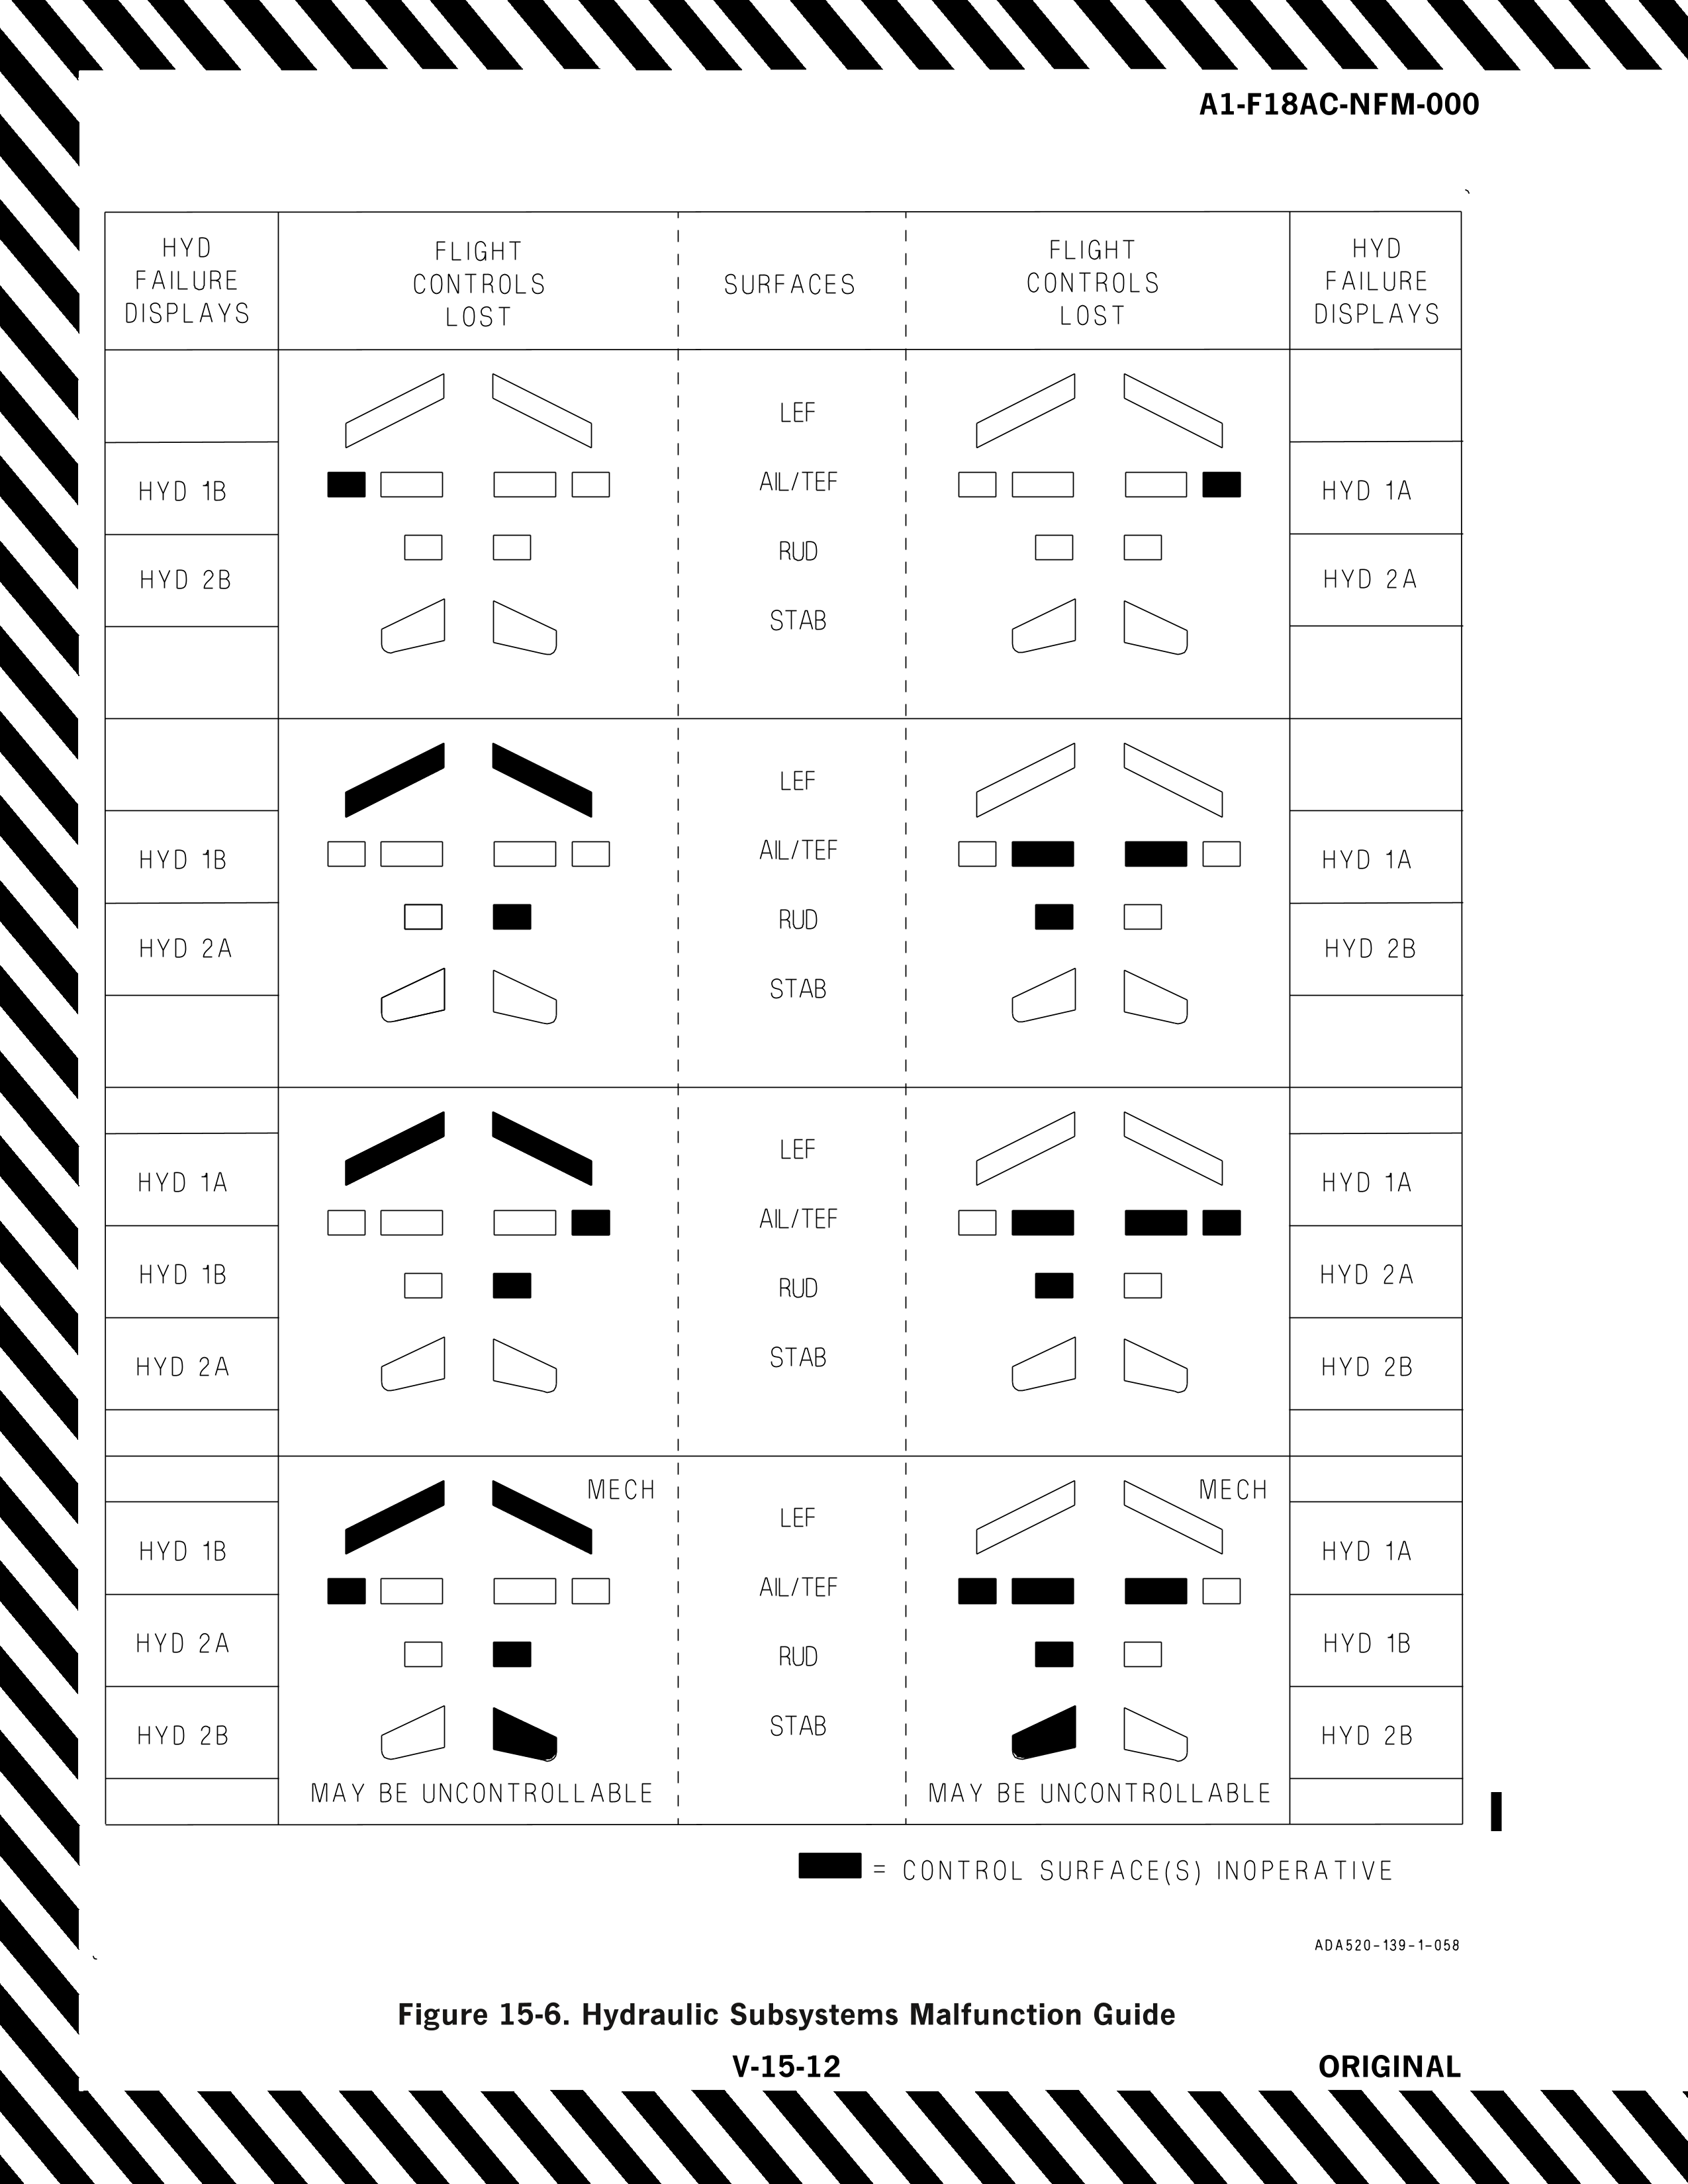 A1-F18AC-NFM-000
HYD
FAILURE
DISPLAYS
FLIGHT
CONTROLS
LOST
SURFACES
FLIGHT
CONTROLS
LOST
HYD
FAILURE
DISPLAYS
HYD 1B
HYD 2B
LEF
AIL/TEF
RUD
STAB
HYD 1A
HYD 2A
HYD 1B
HYD 2A
LEF
AIL/TEF
RUD
STAB
HYD 1A
HYD 2B
HYD 1A
HYD 1B
HYD 2A
LEF
AIL/TEF
RUD
STAB
HYD 1A
HYD 2A
HYD 2B
HYD 1B
HYD 2A
HYD 2B
MECH
MAY BE UNCONTROLLABLE
LEF
AIL/TEF
RUD
STAB
MECH
MAY BE UNCONTROLLABLE
HYD 1A
HYD 1B
HYD 2B
= CONTROL SURFACE(S) INOPERATIVE
ADA520-139-1-058
Figure 15-6. Hydraulic Subsystems Malfunction Guide
V-15-12
ORIGINAL